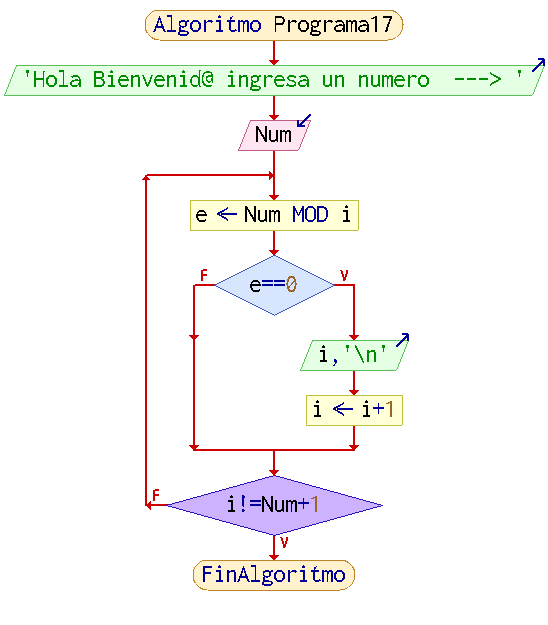 Algoritmo Programa17
'Hola Bienvenid@ ingresa un numero  ---> '
Num
e <- Num MOD i
e==0
F
V
i,'\n'
i <- i+1
i!=Num+1
F
V
FinAlgoritmo